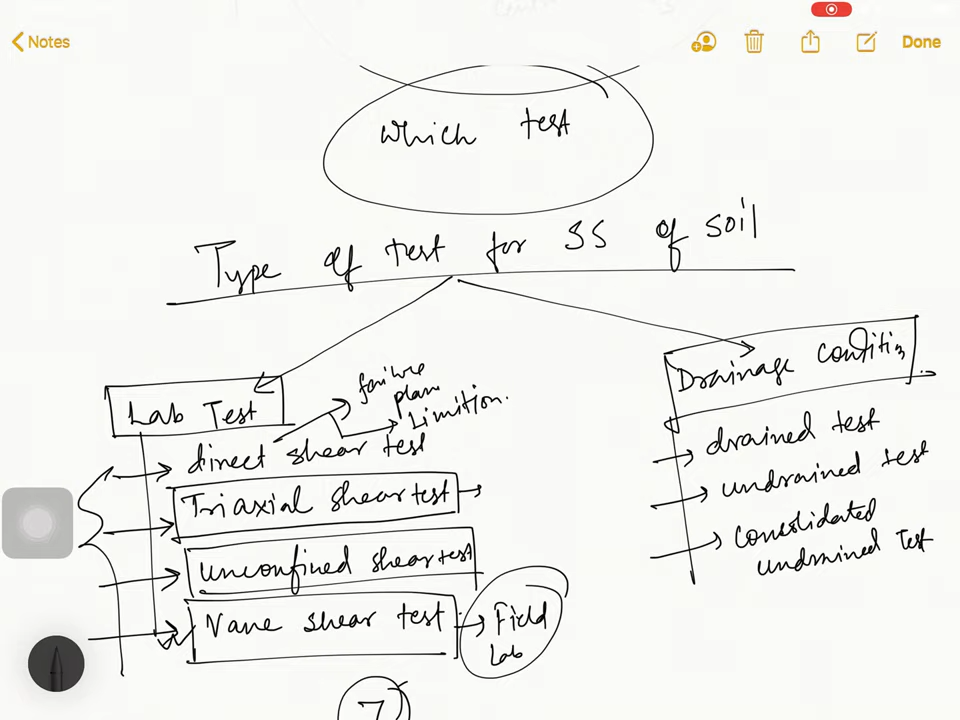 Notes
Done
which test
Type of test for SS of soil
Lab Test
failure
plan
Limition.
direct shear test
Triaxial shear test
unconfined shear test
Vane shear test
Field
Lab
7
Drainage
drained test
undrained test
Consolidated
undrained Test